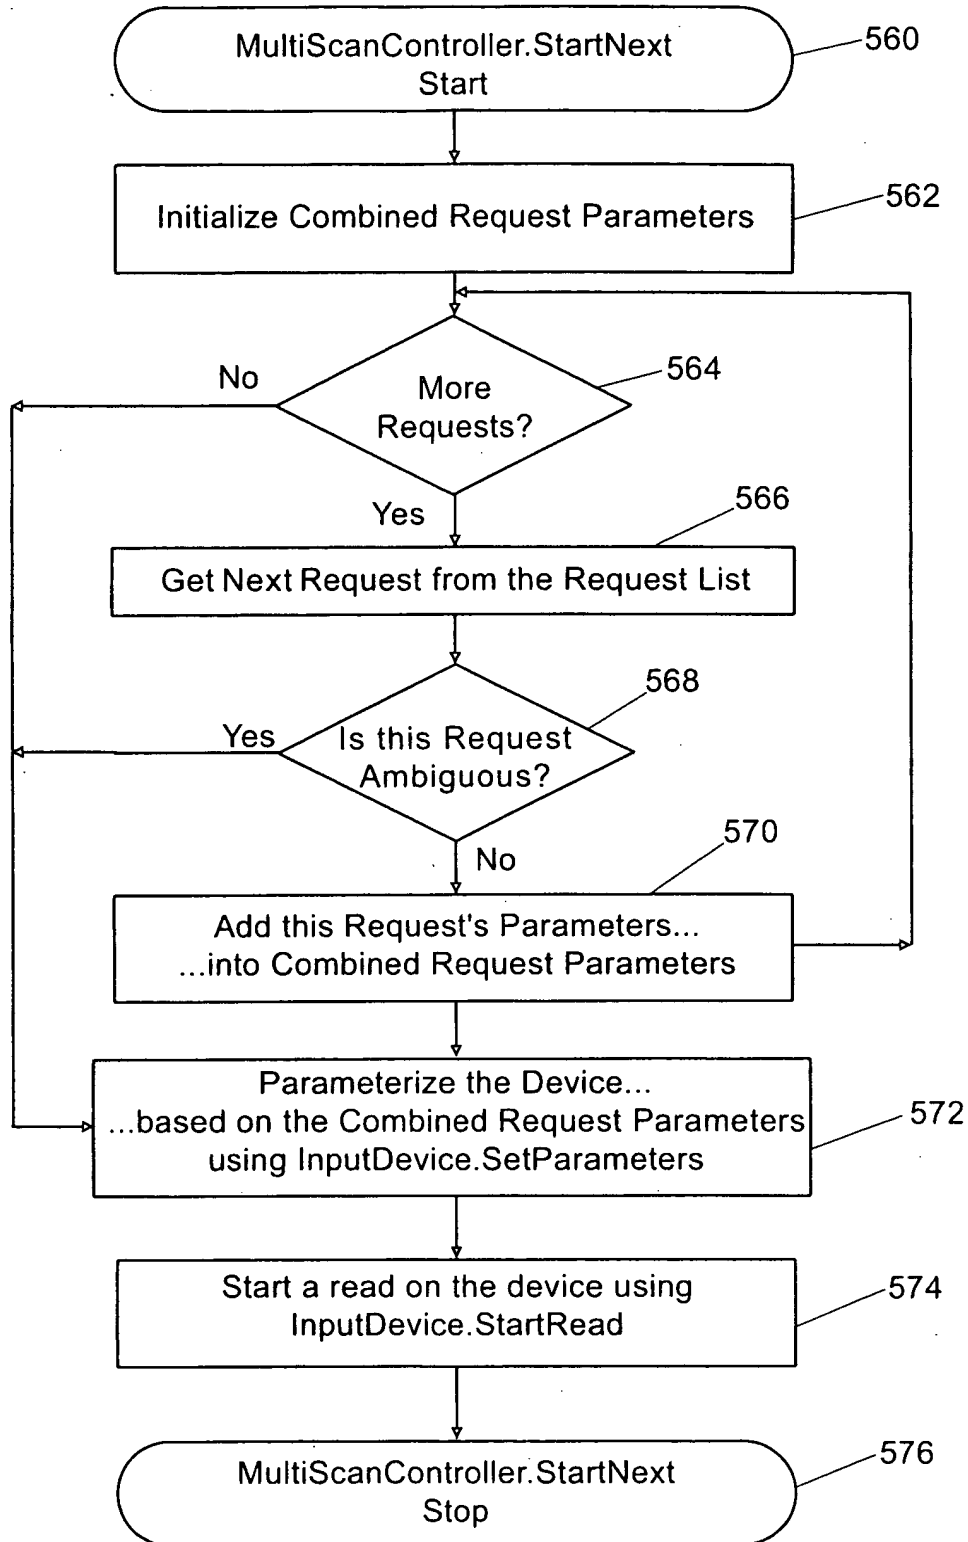 MultiScanController.StartNext
Start
560
Initialize Combined Request Parameters
562
No
More
Requests?
564
Yes
566
Get Next Request from the Request List
568
Yes
Is this Request
Ambiguous?
570
No
Add this Request's Parameters...
...into Combined Request Parameters
Parameterize the Device...
...based on the Combined Request Parameters
using InputDevice.SetParameters
572
Start a read on the device using
InputDevice.StartRead
574
MultiScanController.StartNext
Stop
576